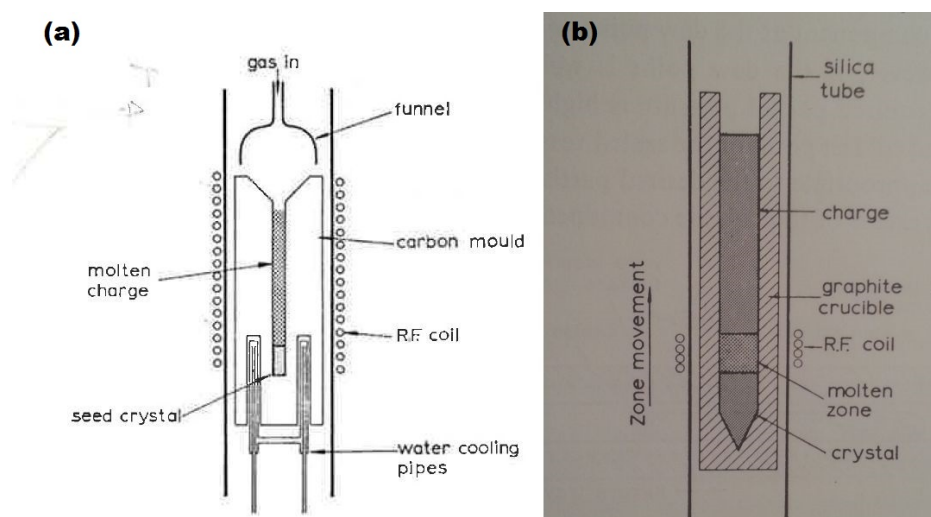 (a)
gas in
funnel
carbon mould
molten
charge
R.F. coil
seed crystal
water cooling
pipes
(b)
silica
tube
charge
graphite
crucible
Zone movement
R.F. coil
molten
zone
crystal